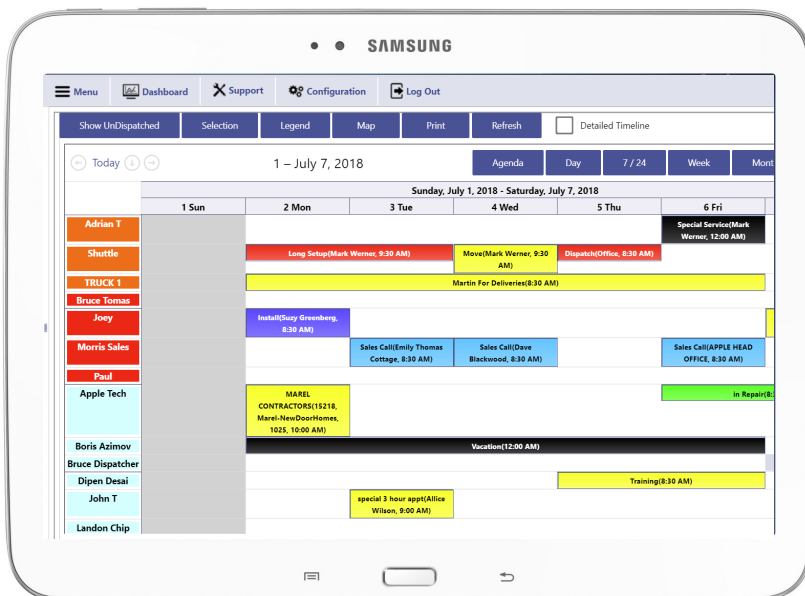 SAMSUNG
Menu Dashboard Support Configuration Log Out
Show UnDispatched Selection Legend Map Print Refresh Detailed Timeline
Today 1 – July 7, 2018 Agenda Day 7 / 24 Week Mont
Sunday, July 1, 2018 - Saturday, July 7, 2018
1 Sun 2 Mon 3 Tue 4 Wed 5 Thu 6 Fri
Adrian T Special Service(Mark
Werner, 12:00 AM)
Shuttle Long Setup(Mark Werner, 9:30 AM) Move(Mark Werner, 9:30 Dispatch(Office, 8:30 AM)
AM)
TRUCK 1 Martin For Deliveries(8:30 AM)
Bruce Tomas
Joey Install(Suzy Greenberg,
8:30 AM)
Morris Sales Sales Call(Emily Thomas Sales Call(Dave Sales Call(APPLE HEAD
Cottage, 8:30 AM) Blackwood, 8:30 AM) OFFICE, 8:30 AM)
Paul
Apple Tech MAREL in Repair(8:
CONTRACTORS(15218,
Marel-NewDoorHomes,
1025, 10:00 AM)
Boris Azimov Vacation(12:00 AM)
Bruce Dispatcher
Dipen Desai Training(8:30 AM)
John T special 3 hour appt(Allice
Wilson, 9:00 AM)
Landon Chip